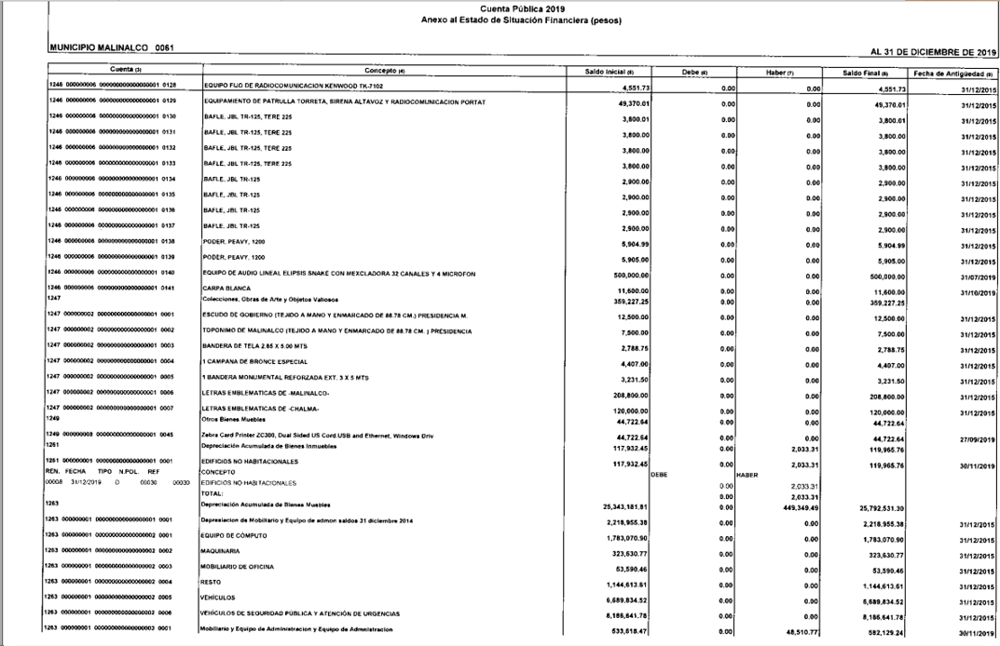 Cuenta Pública 2019
Anexo al Estado de Situación Financiera (pesos)
MUNICIPIO MALINALCO 0061 AL 31 DE DICIEMBRE DE 2019
Cuenta (3) Concepto (4) Saldo Inicial (5) Debe (6) Haber (7) Saldo Final (8) Fecha de Antigüedad (9)
1246 000000006 000000000000000000001 0128 EQUIPO FIJO DE RADIOCOMUNICACION KENWOOD TK-7102 4,551.73 0.00 0.00 4,551.73 31/12/2015
1246 000000006 000000000000000000001 0129 EQUIPAMIENTO DE PATRULLA TORRETA, SIRENA ALTAVOZ Y RADIOCOMUNICACION PORTAT 49,370.01 0.00 0.00 49,370.01 31/12/2015
1246 000000006 000000000000000000001 0130 BAFLE, JBL TR-125, TERE 225 3,800.01 0.00 0.00 3,800.01 31/12/2015
1246 000000006 000000000000000000001 0131 BAFLE, JBL TR-125, TERE 225 3,800.00 0.00 0.00 3,800.00 31/12/2015
1246 000000006 000000000000000000001 0132 BAFLE, JBL TR-125, TERE 225 3,800.00 0.00 0.00 3,800.00 31/12/2015
1246 000000006 000000000000000000001 0133 BAFLE, JBL TR-125, TERE 225 3,800.00 0.00 0.00 3,800.00 31/12/2015
1246 000000006 000000000000000000001 0134 BAFLE, JBL TR-125 2,900.00 0.00 0.00 2,900.00 31/12/2015
1246 000000006 000000000000000000001 0135 BAFLE, JBL TR-125 2,900.00 0.00 0.00 2,900.00 31/12/2015
1246 000000006 000000000000000000001 0136 BAFLE, JBL TR-125 2,900.00 0.00 0.00 2,900.00 31/12/2015
1246 000000006 000000000000000000001 0137 BAFLE, JBL TR-125 2,900.00 0.00 0.00 2,900.00 31/12/2015
1246 000000006 000000000000000000001 0138 PODER, PEAVY, 1200 5,904.99 0.00 0.00 5,904.99 31/12/2015
1246 000000006 000000000000000000001 0139 PODER, PEAVY, 1200 5,905.00 0.00 0.00 5,905.00 31/12/2015
1246 000000006 000000000000000000001 0140 EQUIPO DE AUDIO LINEAL ELIPSIS SNAKE CON MEXCLADORA 32 CANALES Y 4 MICROFON 500,000.00 0.00 0.00 500,000.00 31/07/2019
1246 000000006 000000000000000000001 0141 CARPA BLANCA 11,600.00 0.00 0.00 11,600.00 31/10/2019
1247 Colecciones, Obras de Arte y Objetos Valiosos 359,227.25 0.00 0.00 359,227.25
1247 000000002 000000000000000000001 0001 ESCUDO DE GOBIERNO (TEJIDO A MANO Y ENMARCADO DE 88.78 CM.) PRESIDENCIA M. 12,500.00 0.00 0.00 12,500.00 31/12/2015
1247 000000002 000000000000000000001 0002 TOPONIMO DE MALINALCO (TEJIDO A MANO Y ENMARCADO DE 88.78 CM. ) PRESIDENCIA 7,500.00 0.00 0.00 7,500.00 31/12/2015
1247 000000002 000000000000000000001 0003 BANDERA DE TELA 2.85 X 5.00 MTS 2,788.75 0.00 0.00 2,788.75 31/12/2015
1247 000000002 000000000000000000001 0004 1 CAMPANA DE BRONCE ESPECIAL 4,407.00 0.00 0.00 4,407.00 31/12/2015
1247 000000002 000000000000000000001 0005 1 BANDERA MONUMENTAL REFORZADA EXT. 3 X 5 MTS 3,231.50 0.00 0.00 3,231.50 31/12/2015
1247 000000002 000000000000000000001 0006 LETRAS EMBLEMATICAS DE -MALINALCO- 208,800.00 0.00 0.00 208,800.00 31/12/2015
1247 000000002 000000000000000000001 0007 LETRAS EMBLEMATICAS DE -CHALMA- 120,000.00 0.00 0.00 120,000.00 31/12/2015
1249 Otros Bienes Muebles 44,722.64 0.00 0.00 44,722.64
1249 000000008 000000000000000000001 0045 Zebra Card Printer ZC300, Dual Sided US Cord.USB and Ethernet, Windows Driv 44,722.64 0.00 0.00 44,722.64 27/09/2019
1261 Depreciación Acumulada de Bienes Inmuebles 117,932.45 0.00 2,033.31 119,965.76
1261 000000001 000000000000000000001 0001 EDIFICIOS NO HABITACIONALES 117,932.45 0.00 2,033.31 119,965.76 30/11/2019
REN. FECHA TIPO N.POL. REF CONCEPTO DEBE HABER
00008 31/12/2019 D 00030 00030 EDIFICIOS NO HABITACIONALES 0.00 2,033.31
TOTAL: 0.00 2,033.31
1263 Depreciación Acumulada de Bienes Muebles 25,343,181.81 0.00 449,349.49 25,792,531.30
1263 000000001 000000000000000000001 0001 Depresiacion de Mobiliario y Equipo de admon saldos 31 diciembre 2014 2,218,955.38 0.00 0.00 2,218,955.38 31/12/2015
1263 000000001 000000000000000000002 0001 EQUIPO DE CÓMPUTO 1,783,070.90 0.00 0.00 1,783,070.90 31/12/2015
1263 000000001 000000000000000000002 0002 MAQUINARIA 323,630.77 0.00 0.00 323,630.77 31/12/2015
1263 000000001 000000000000000000002 0003 MOBILIARIO DE OFICINA 53,590.46 0.00 0.00 53,590.46 31/12/2015
1263 000000001 000000000000000000002 0004 RESTO 1,144,613.61 0.00 0.00 1,144,613.61 31/12/2015
1263 000000001 000000000000000000002 0005 VEHÍCULOS 6,689,834.52 0.00 0.00 6,689,834.52 31/12/2015
1263 000000001 000000000000000000002 0006 VEHÍCULOS DE SEGURIDAD PÚBLICA Y ATENCIÓN DE URGENCIAS 8,186,641.78 0.00 0.00 8,186,641.78 31/12/2015
1263 000000001 000000000000000000003 0001 Mobiliario y Equipo de Administracion y Equipo de Admnistracion 533,618.47 0.00 48,510.77 582,129.24 30/11/2019